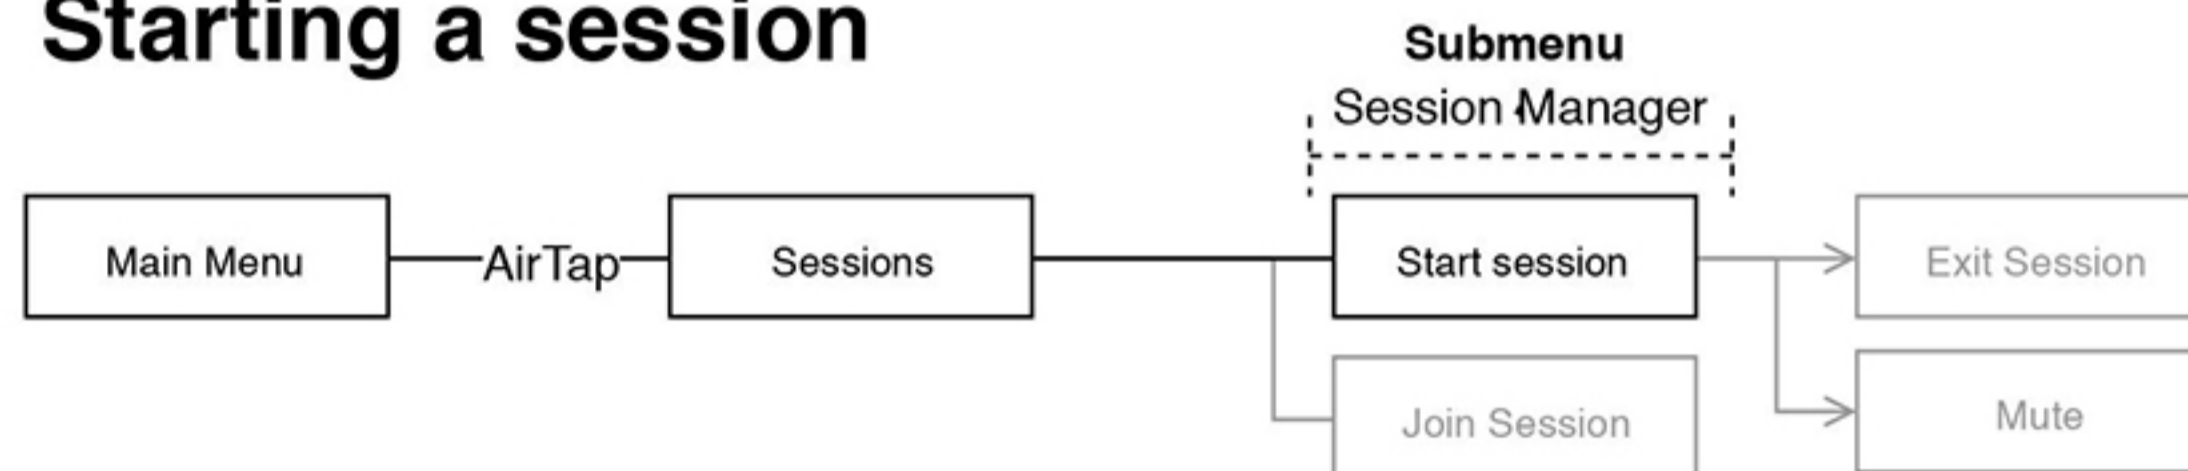 Starting a session
Submenu
Session Manager
Main Menu
AirTap
Sessions
Start session
Exit Session
Join Session
Mute